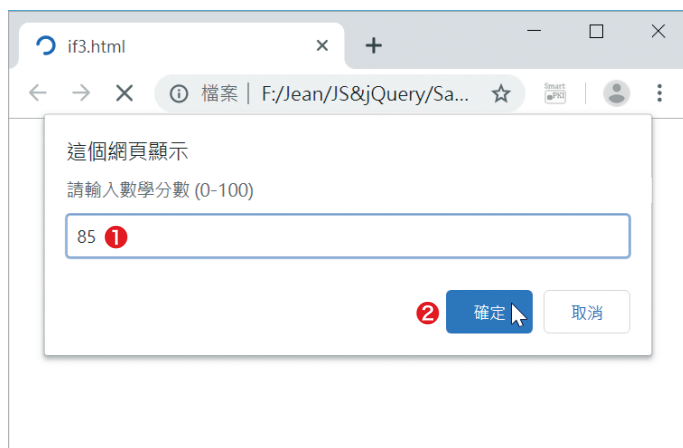 if3.html
檔案 F:/Jean/JS&jQuery/Sa...
Smart
PKI
這個網頁顯示
請輸入數學分數 (0-100)
85 ❶
❷ 確定 取消